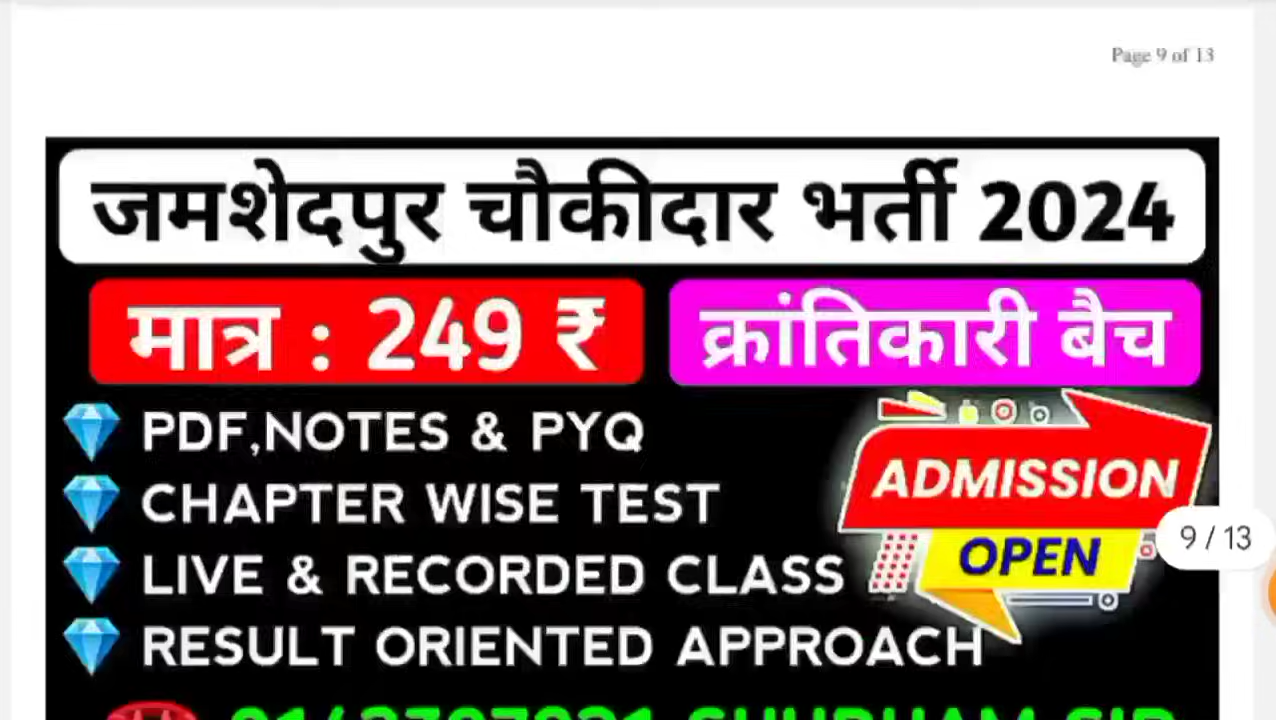 Page 9 of 13
जमशेदपुर चौकीदार भर्ती 2024
मात्र : 249 ₹
क्रांतिकारी बैच
PDF,NOTES & PYQ
CHAPTER WISE TEST
ADMISSION
OPEN
9 / 13
LIVE & RECORDED CLASS
RESULT ORIENTED APPROACH